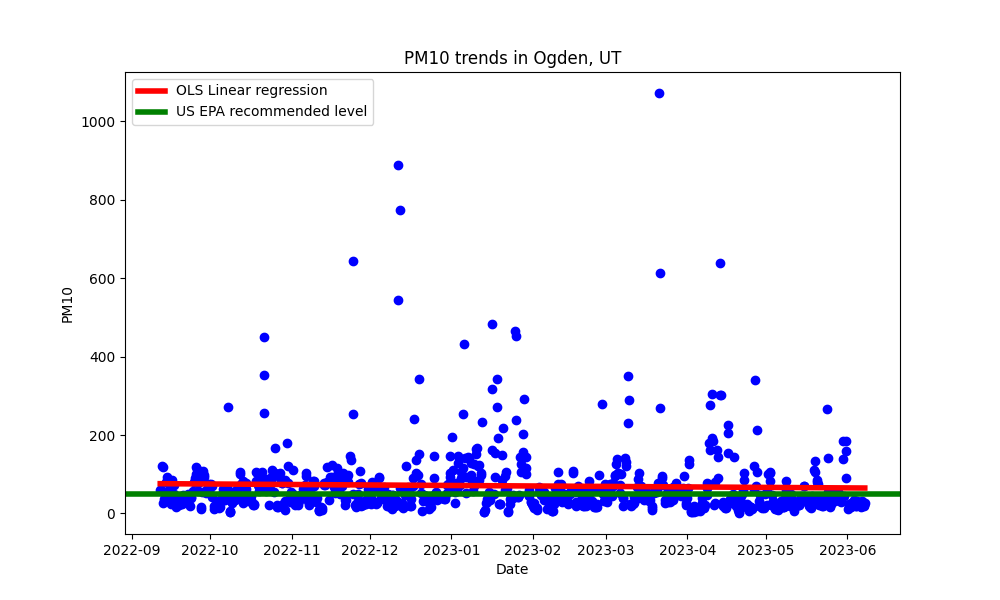 PM10 trends in Ogden, UT
OLS Linear regression
US EPA recommended level
1000
800
600
400
200
0
PM10
2022-09 2022-10 2022-11 2022-12 2023-01 2023-02 2023-03 2023-04 2023-05 2023-06
Date